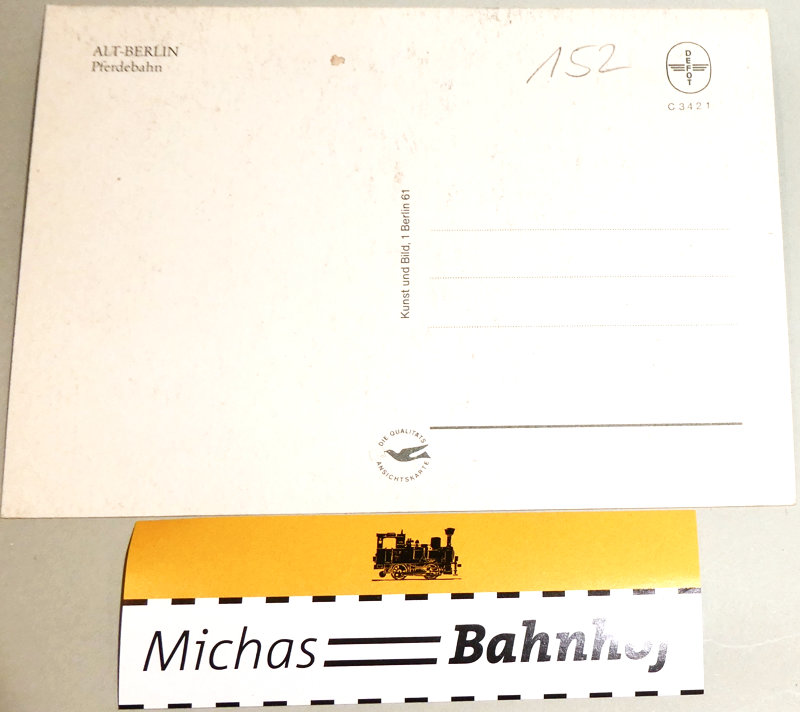 ALT-BERLIN
Pferdebahn
152
DEFOT
C 3421
Kunst und Bild, 1 Berlin 61
DIE QUALITÄTS
ANSICHTSKARTE
Michas Bahnhof